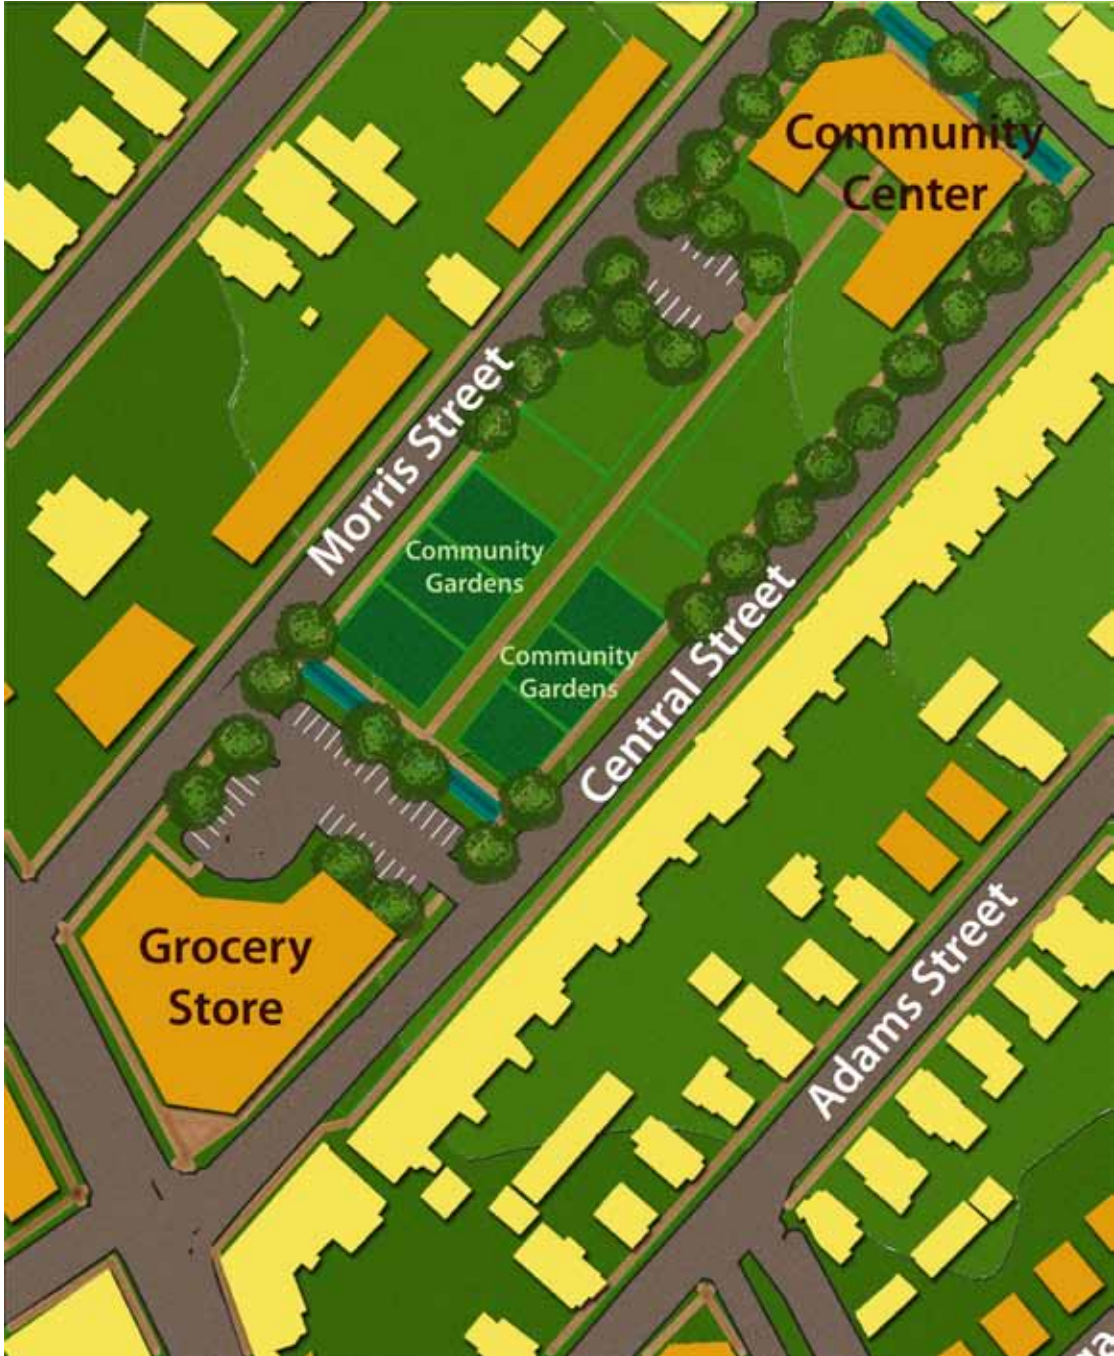 Community
Center
Morris Street
Community
Gardens
Community
Gardens
Central Street
Grocery
Store
Adams Street